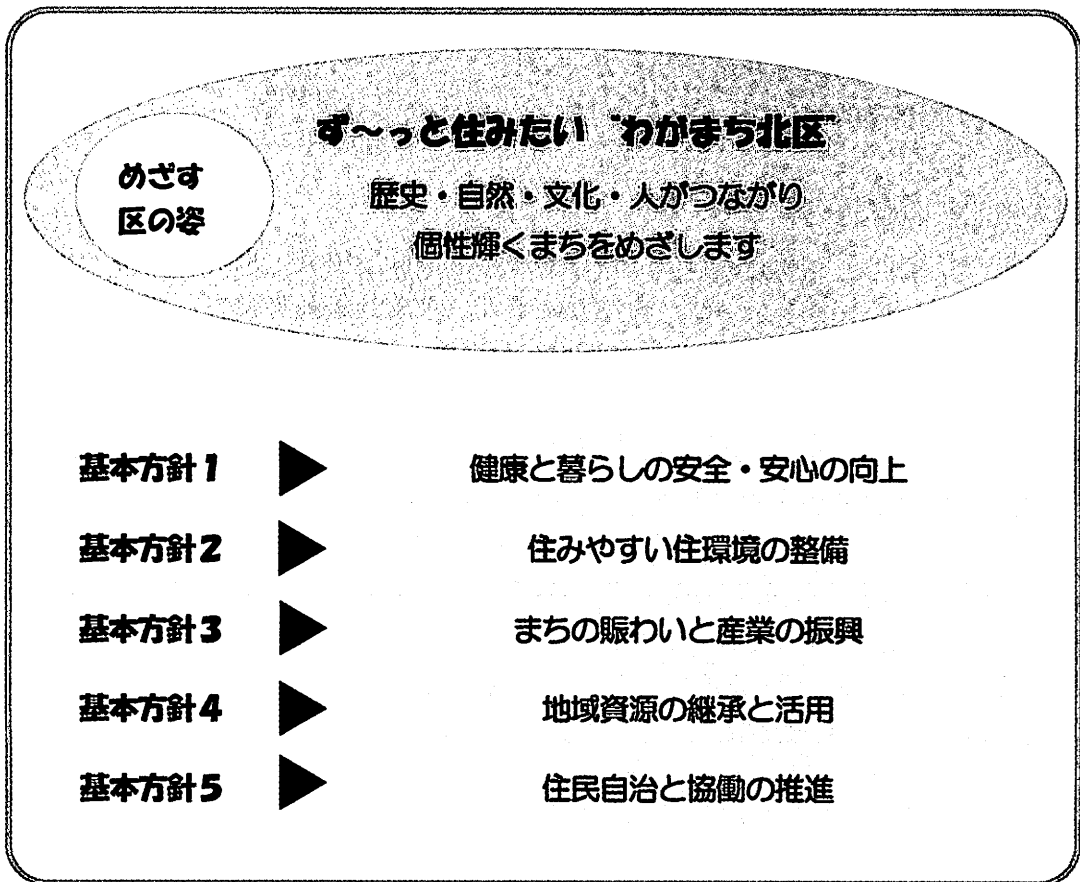 めざす
区の姿
ず～っと住みたい "わがまち北区"
歴史・自然・文化・人がつながり
個性輝くまちをめざします
基本方針1 健康と暮らしの安全・安心の向上
基本方針2 住みやすい住環境の整備
基本方針3 まちの賑わいと産業の振興
基本方針4 地域資源の継承と活用
基本方針5 住民自治と協働の推進